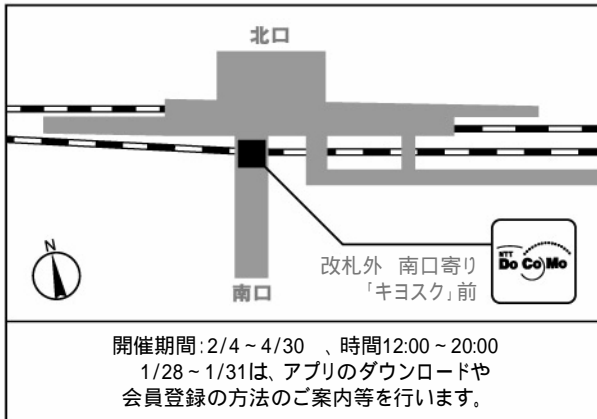 北口
N
改札外 南口寄り
「キヨスク」前
NTT
DoCoMo
南口
開催期間:2/4~4/30 、時間12:00~20:00
1/28~1/31は、アプリのダウンロードや
会員登録の方法のご案内等を行います。